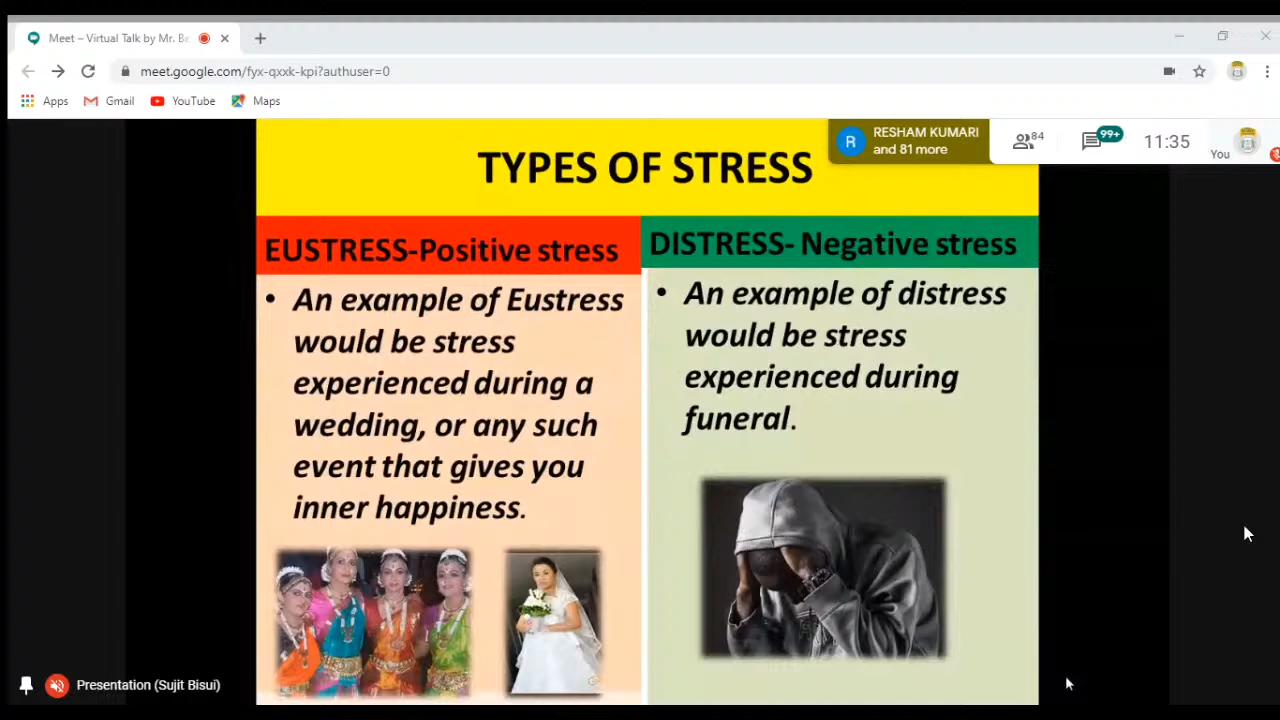 Meet – Virtual Talk by Mr. Be
meet.google.com/fyx-qxxk-kpi?authuser=0
Apps Gmail YouTube Maps
R RESHAM KUMARI
and 81 more
84
99+
11:35
You
TYPES OF STRESS
EUSTRESS-Positive stress
• An example of Eustress
would be stress
experienced during a
wedding, or any such
event that gives you
inner happiness.
DISTRESS- Negative stress
• An example of distress
would be stress
experienced during
funeral.
Presentation (Sujit Bisui)